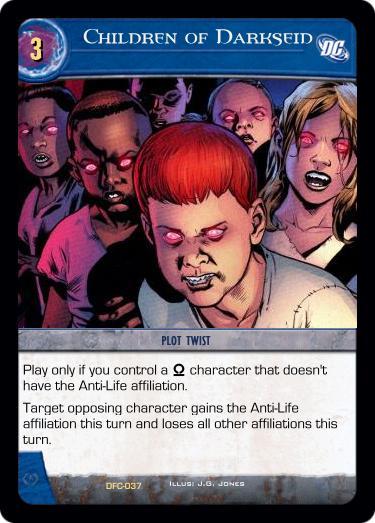 3
CHILDREN OF DARKSEID
DC
PLOT TWIST
Play only if you control a Ω character that doesn't
have the Anti-Life affiliation.
Target opposing character gains the Anti-Life
affiliation this turn and loses all other affiliations this
turn.
DFC-037
ILLUS: J.G. JONES